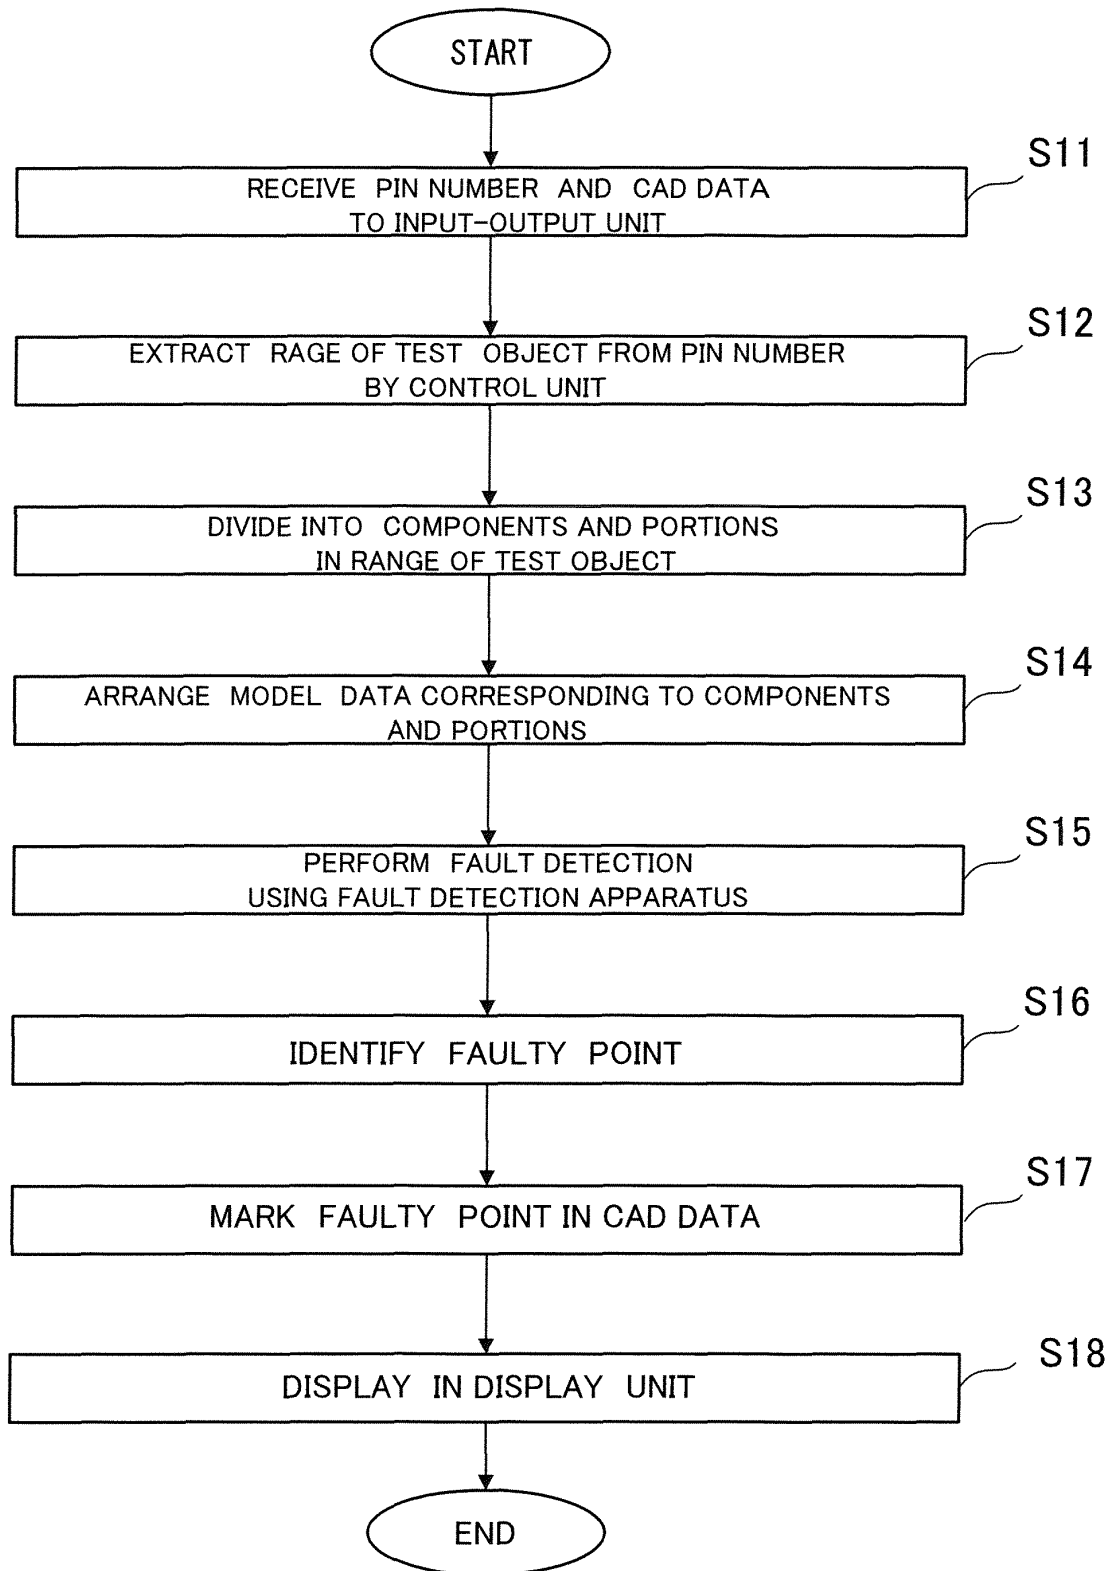 START
S11
RECEIVE PIN NUMBER AND CAD DATA
TO INPUT-OUTPUT UNIT
S12
EXTRACT RAGE OF TEST OBJECT FROM PIN NUMBER
BY CONTROL UNIT
S13
DIVIDE INTO COMPONENTS AND PORTIONS
IN RANGE OF TEST OBJECT
S14
ARRANGE MODEL DATA CORRESPONDING TO COMPONENTS
AND PORTIONS
S15
PERFORM FAULT DETECTION
USING FAULT DETECTION APPARATUS
S16
IDENTIFY FAULTY POINT
S17
MARK FAULTY POINT IN CAD DATA
S18
DISPLAY IN DISPLAY UNIT
END